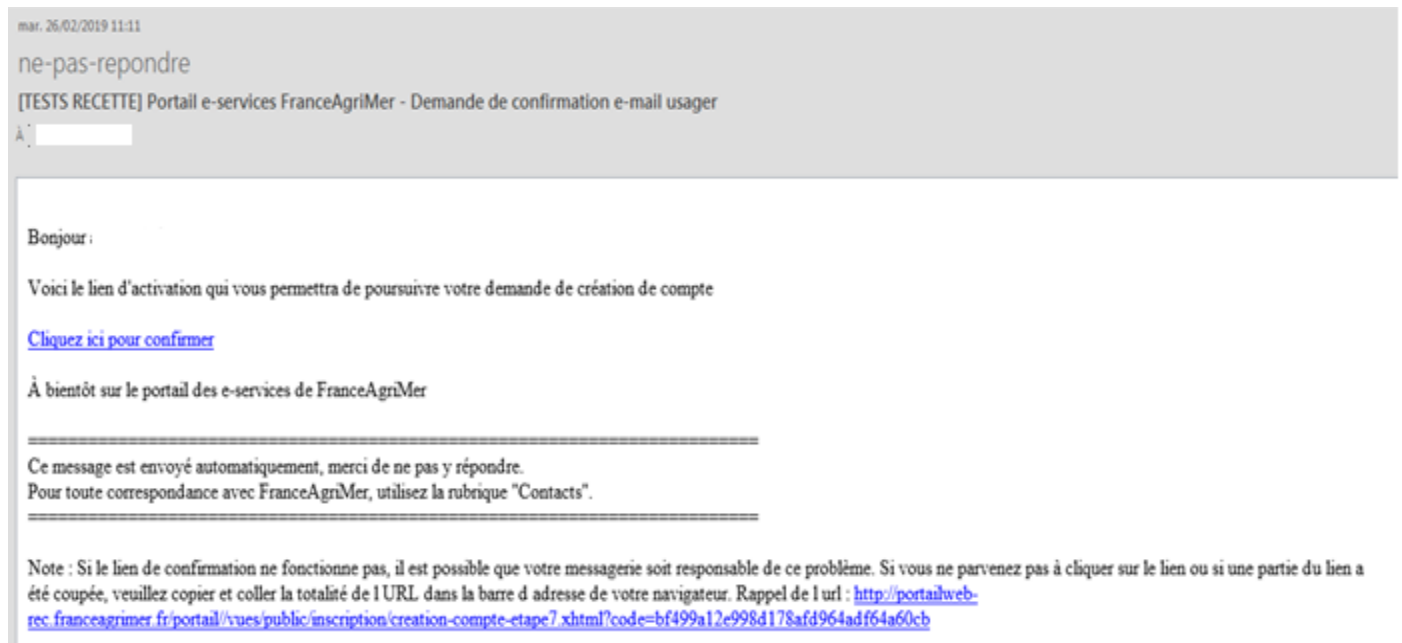 mar. 26/02/2019 11:11
ne-pas-repondre
[TESTS RECETTE] Portail e-services FranceAgriMer - Demande de confirmation e-mail usager
À
Bonjour
Voici le lien d'activation qui vous permettra de poursuivre votre demande de création de compte
Cliquez ici pour confirmer
À bientôt sur le portail des e-services de FranceAgriMer
================================================================================
Ce message est envoyé automatiquement, merci de ne pas y répondre.
Pour toute correspondance avec FranceAgriMer, utilisez la rubrique "Contacts".
================================================================================
Note : Si le lien de confirmation ne fonctionne pas, il est possible que votre messagerie soit responsable de ce problème. Si vous ne parvenez pas à cliquer sur le lien ou si une partie du lien a
été coupée, veuillez copier et coller la totalité de l URL dans la barre d adresse de votre navigateur. Rappel de l url : http://portailweb-
rec.franceagrimer.fr/portail//vues/public/inscription/creation-compte-etape7.xhtml?code=bf499a12e998d178afd964adf64a60cb